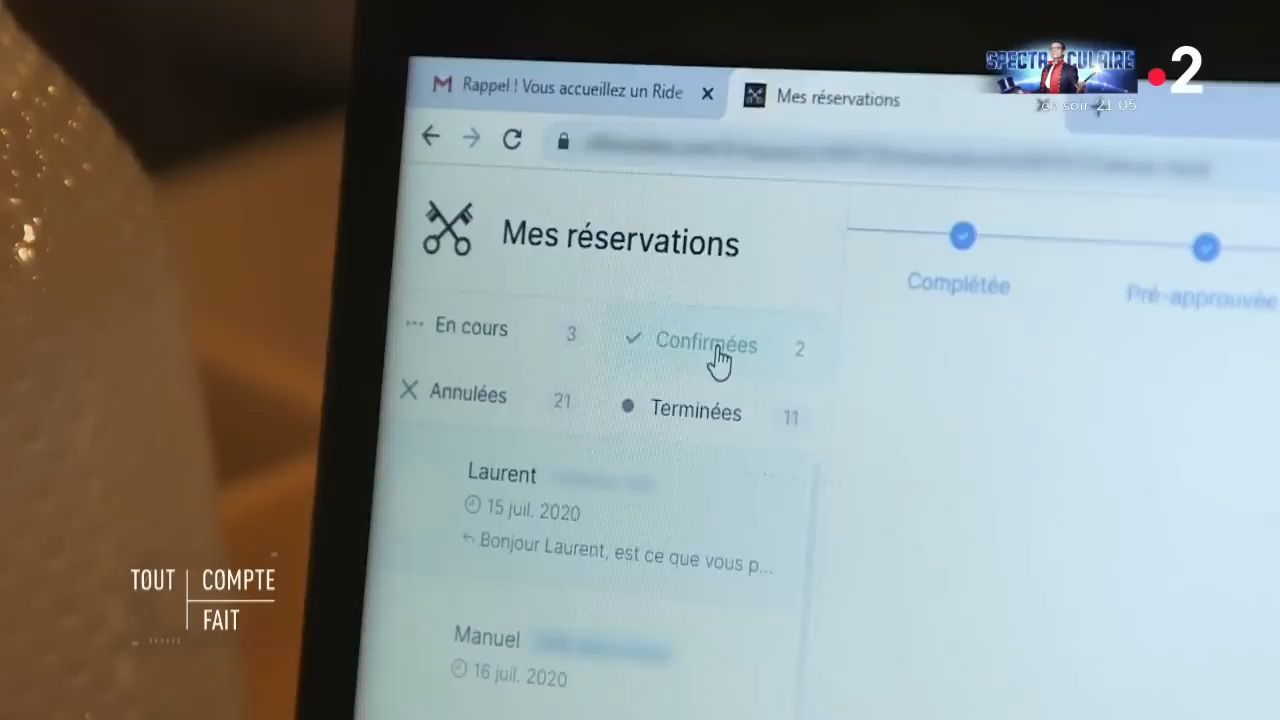 Rappel ! Vous accueillez un Ride
Mes réservations
SPECTACULAIRE
ce soir 21.05
2
Mes réservations
Complétée
Pré-approuvée
En cours 3
Confirmées 2
Annulées 21
Terminées 11
Laurent
15 juil. 2020
Bonjour Laurent, est ce que vous p...
Manuel
16 juil. 2020
TOUT COMPTE
FAIT